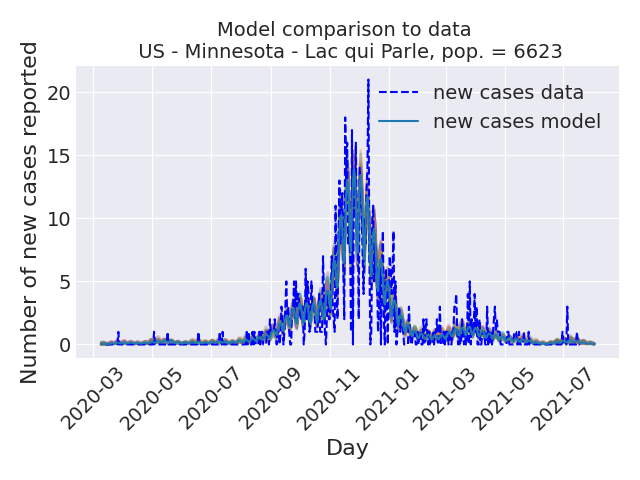 Model comparison to data
US - Minnesota - Lac qui Parle, pop. = 6623
Number of new cases reported
20
15
10
5
0
new cases data
new cases model
2020-03
2020-05
2020-07
2020-09
2020-11
2021-01
2021-03
2021-05
2021-07
Day